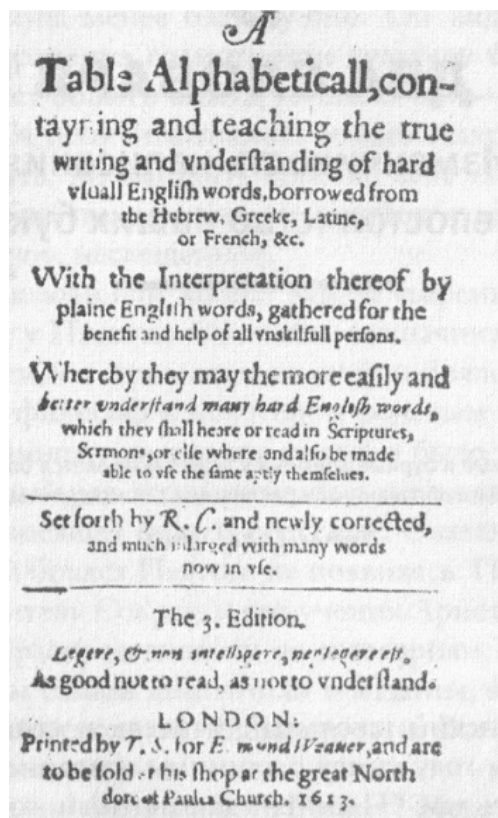 A
Table Alphabeticall, con-
tayning and teaching the true
writing and vnderſtanding of hard
vſuall Engliſh words, borrowed from
the Hebrew, Greeke, Latine,
or French, &c.
With the Interpretation thereof by
plaine Engliſh words, gathered for the
benefit and help of all vnskilfull perſons.
Whereby they may the more eaſily and
better vnderſtand many hard Engliſh words,
which they ſhall heare or read in Scriptures,
Sermons, or elſe where and alſo be made
able to vſe the ſame aptly themſelues.
Set forth by R. C. and newly corrected,
and much inlarged with many words
now in vſe.
The 3. Edition.
Legere, & non intelligere, nec legere eſt.
As good not to read, as not to vnderſtand.
LONDON:
Printed by T. S. for Edmund Weauer, and are
to be ſold at his ſhop at the great North
dore of Paules Church, 1613.